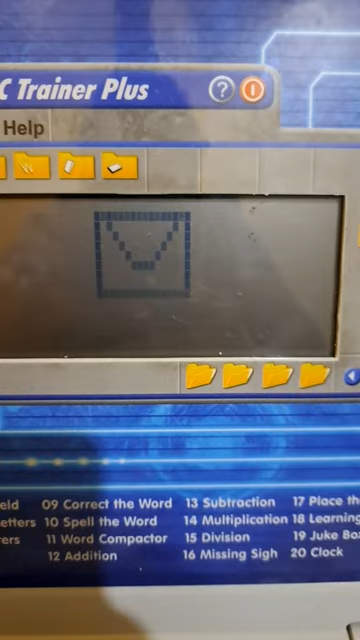 C Trainer Plus
?
Help
eld 09 Correct the Word 13 Subtraction 17 Place th
etters 10 Spell the Word 14 Multiplication 18 Learning
ers 11 Word Compactor 15 Division 19 Juke Bo
12 Addition 16 Missing Sigh 20 Clock